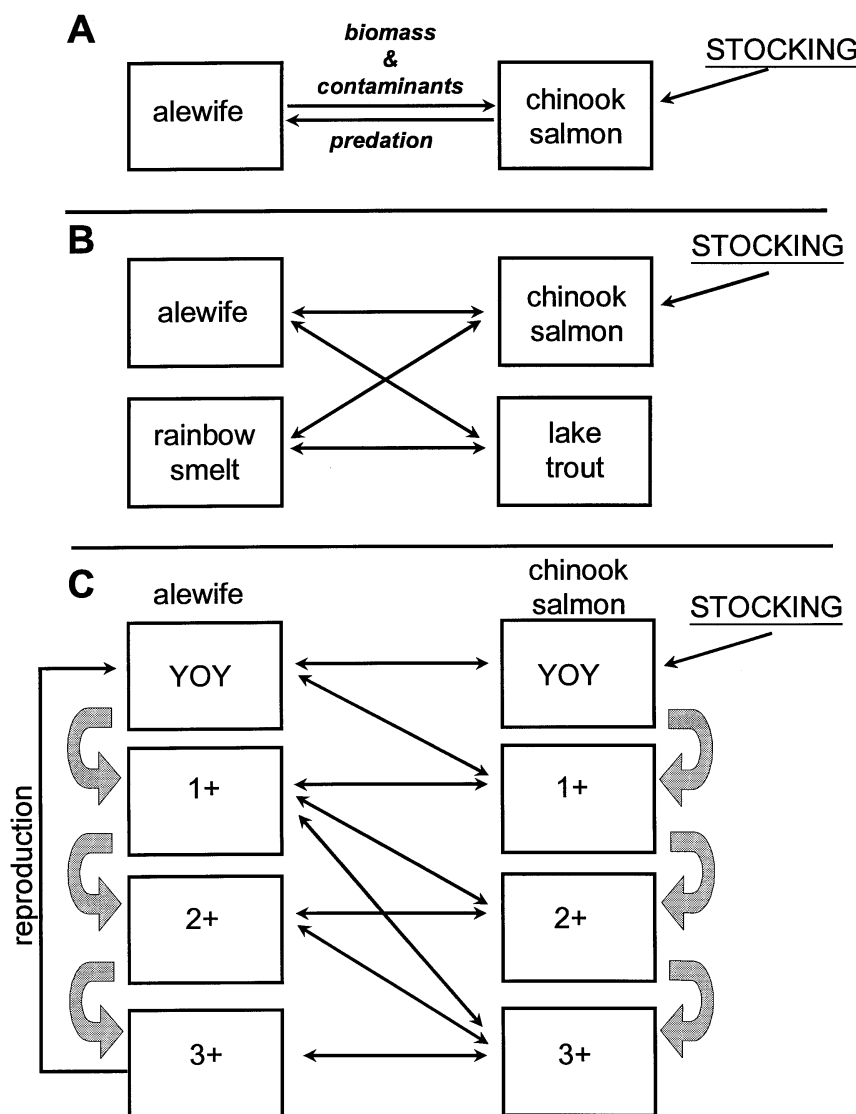 A
biomass
&
contaminants
STOCKING
alewife
chinook
salmon
predation
B
STOCKING
alewife
chinook
salmon
rainbow
smelt
lake
trout
C
alewife
chinook
salmon
STOCKING
YOY
YOY
1+
1+
reproduction
2+
2+
3+
3+